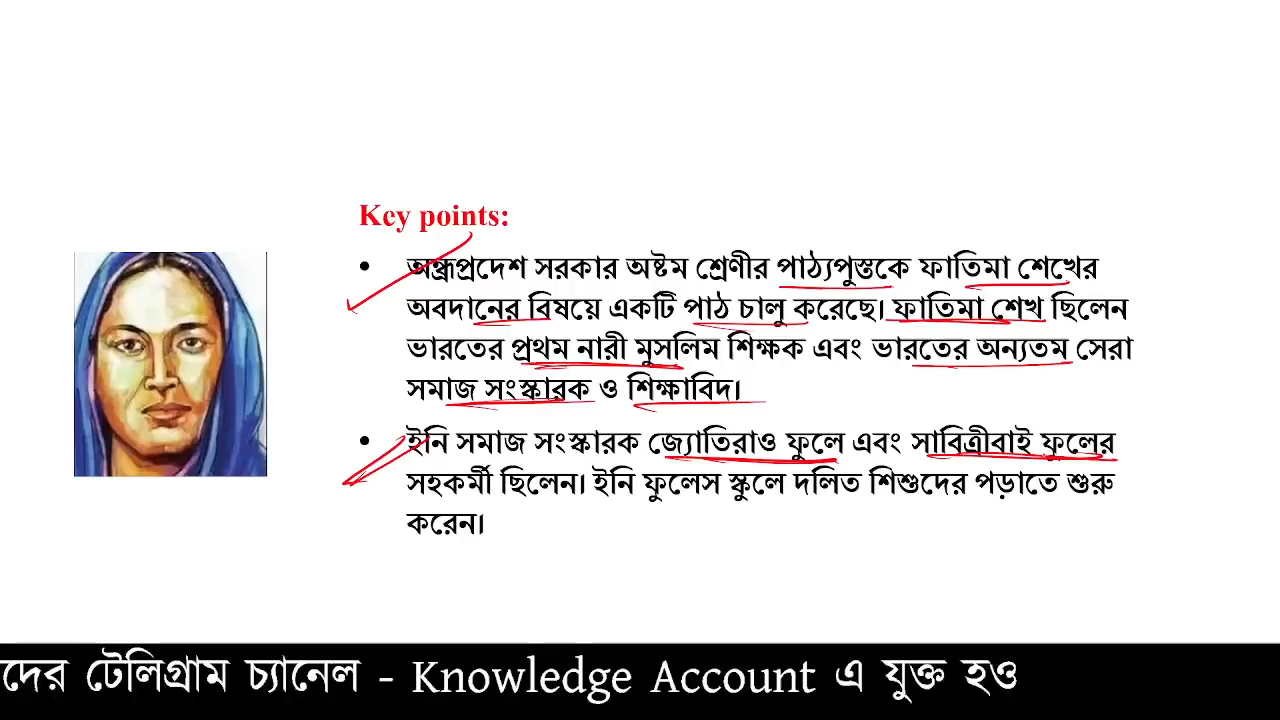 Key points:
• অন্ধ্রপ্রদেশ সরকার অষ্টম শ্রেণীর পাঠ্যপুস্তকে ফাতিমা শেখের
অবদানের বিষয়ে একটি পাঠ চালু করেছে। ফাতিমা শেখ ছিলেন
ভারতের প্রথম নারী মুসলিম শিক্ষক এবং ভারতের অন্যতম সেরা
সমাজ সংস্কারক ও শিক্ষাবিদ।
• ইনি সমাজ সংস্কারক জ্যোতিরাও ফুলে এবং সাবিত্রীবাই ফুলের
সহকর্মী ছিলেন। ইনি ফুলেস স্কুলে দলিত শিশুদের পড়াতে শুরু
করেন।
দের টেলিগ্রাম চ্যানেল - Knowledge Account এ যুক্ত হও